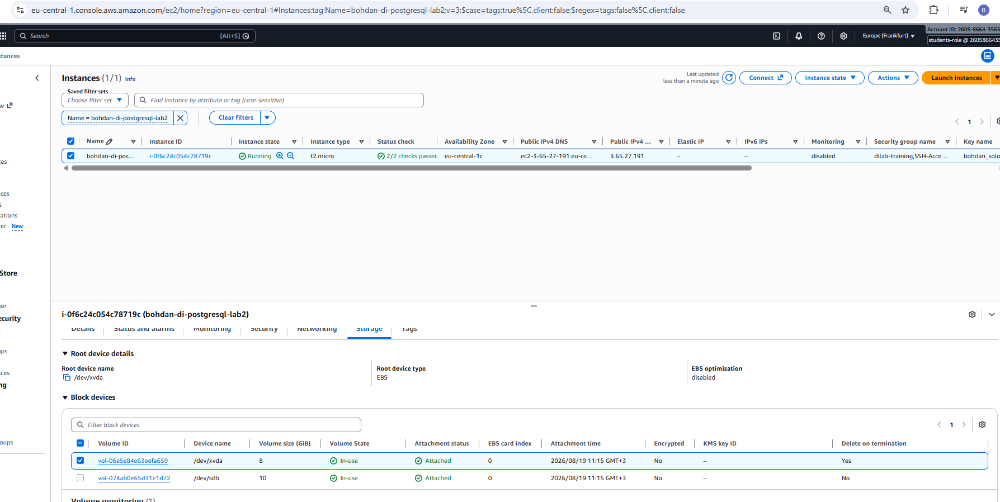 eu-central-1.console.aws.amazon.com/ec2/home?region=eu-central-1#Instances:tag:Name=bohdan-di-postgresql-lab2;v=3;$case=tags:true%5C,client:false;$regex=tags:false%5C,client:false
B
Search [Alt+S]
Europe (Frankfurt)
Account ID: 2605-8664-3565
students-role @ 2605866435
stances
Instances (1/1) Info
Last updated
less than a minute ago
Connect
Instance state
Actions
Launch instances
Saved filter sets
Choose filter set
Find Instance by attribute or tag (case-sensitive)
Name = bohdan-di-postgresql-lab2
Clear filters
1
Name Instance ID Instance state Instance type Status check Availability Zone Public IPv4 DNS Public IPv4 ... Elastic IP IPv6 IPs Monitoring Security group name Key name
bohdan-di-pos... i-0f6c24c054c78719c Running t2.micro 2/2 checks passed eu-central-1c ec2-3-65-27-191.eu-ce... 3.65.27.191 – – disabled dilab-training,SSH-Acce... bohdan_solo
w
ces
ces
s
rations
er New
Store
ger
ecurity
ups
ces
ng
roups
i-0f6c24c054c78719c (bohdan-di-postgresql-lab2)
Details Status and alarms Monitoring Security Networking Storage Tags
Root device details
Root device name
/dev/xvda
Root device type
EBS
EBS optimization
disabled
Block devices
Filter block devices
1
Volume ID Device name Volume size (GiB) Volume State Attachment status EBS card index Attachment time Encrypted KMS key ID Delete on termination
vol-06e5e84e63eefa659 /dev/xvda 8 In-use Attached 0 2026/08/19 11:15 GMT+3 No – Yes
vol-074ab0e65d31e1d72 /dev/sdb 10 In-use Attached 0 2026/08/19 11:15 GMT+3 No – No
Volume monitoring (1)